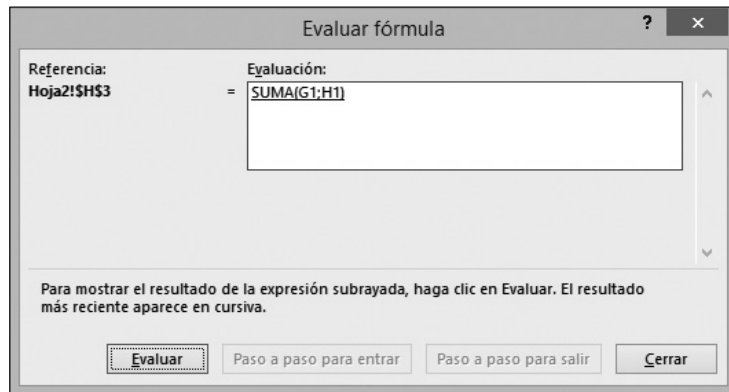 Evaluar fórmula
?
×
Referencia:
Evaluación:
Hoja2!$H$3
=
SUMA(G1;H1)
Para mostrar el resultado de la expresión subrayada, haga clic en Evaluar. El resultado
más reciente aparece en cursiva.
Evaluar
Paso a paso para entrar
Paso a paso para salir
Cerrar